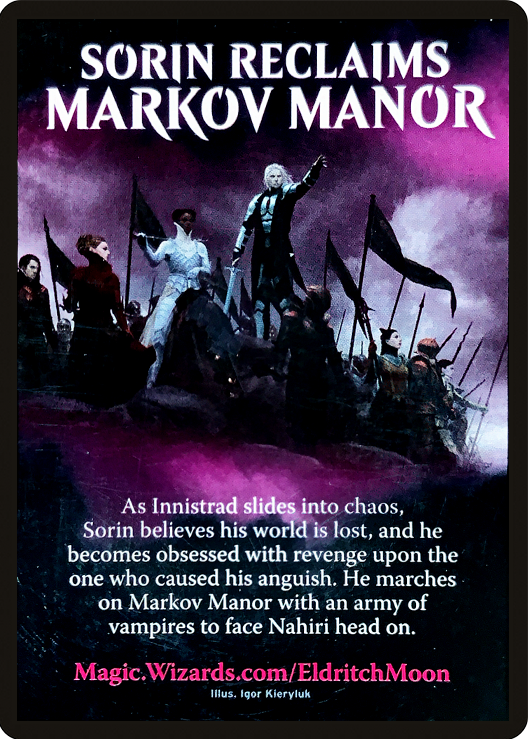 SORIN RECLAIMS
MARKOV MANOR
As Innistrad slides into chaos,
Sorin believes his world is lost, and he
becomes obsessed with revenge upon the
one who caused his anguish. He marches
on Markov Manor with an army of
vampires to face Nahiri head on.
Magic.Wizards.com/EldritchMoon
Illus. Igor Kieryluk